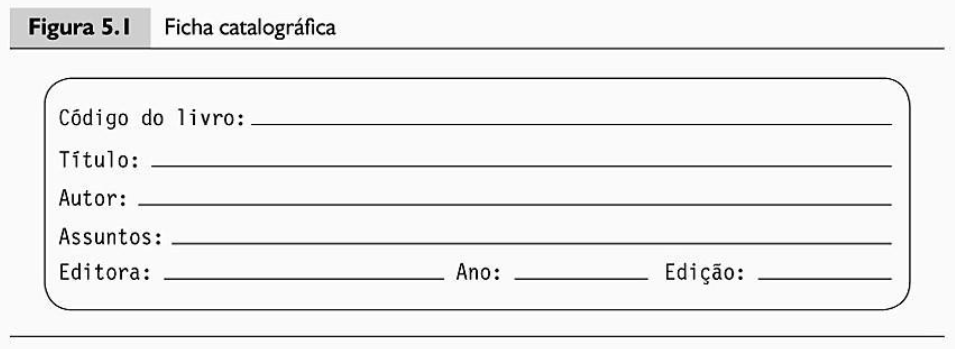 Figura 5.1 Ficha catalográfica
Código do livro:
Título:
Autor:
Assuntos:
Editora: Ano: Edição: